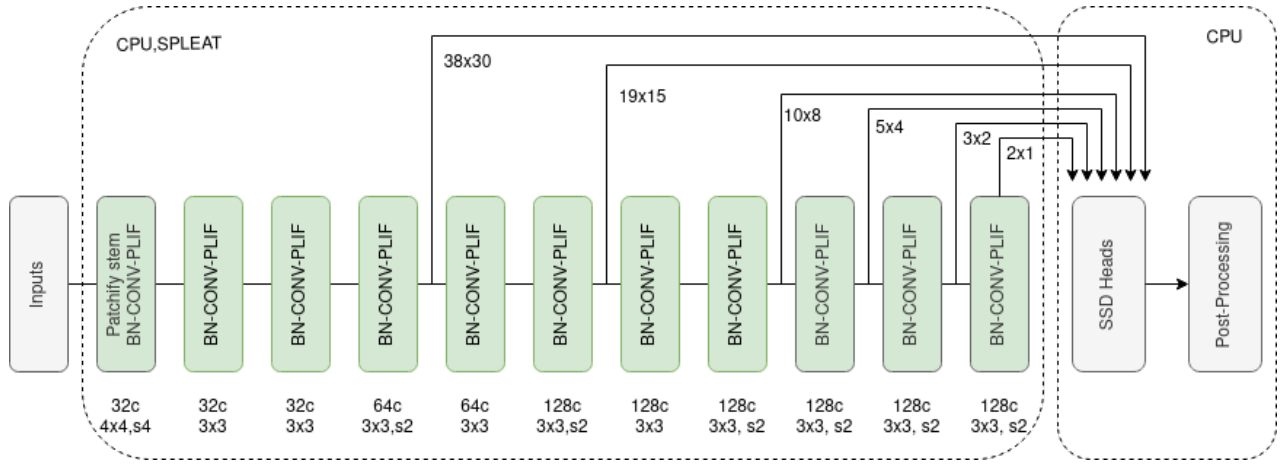 CPU,SPLEAT
CPU
38x30
19x15
10x8
5x4
3x2
2x1
Inputs
Patchify stem
BN-CONV-PLIF
BN-CONV-PLIF
BN-CONV-PLIF
BN-CONV-PLIF
BN-CONV-PLIF
BN-CONV-PLIF
BN-CONV-PLIF
BN-CONV-PLIF
BN-CONV-PLIF
BN-CONV-PLIF
BN-CONV-PLIF
SSD Heads
Post-Processing
32c
4x4,s4
32c
3x3
32c
3x3
64c
3x3,s2
64c
3x3
128c
3x3,s2
128c
3x3
128c
3x3, s2
128c
3x3, s2
128c
3x3, s2
128c
3x3, s2